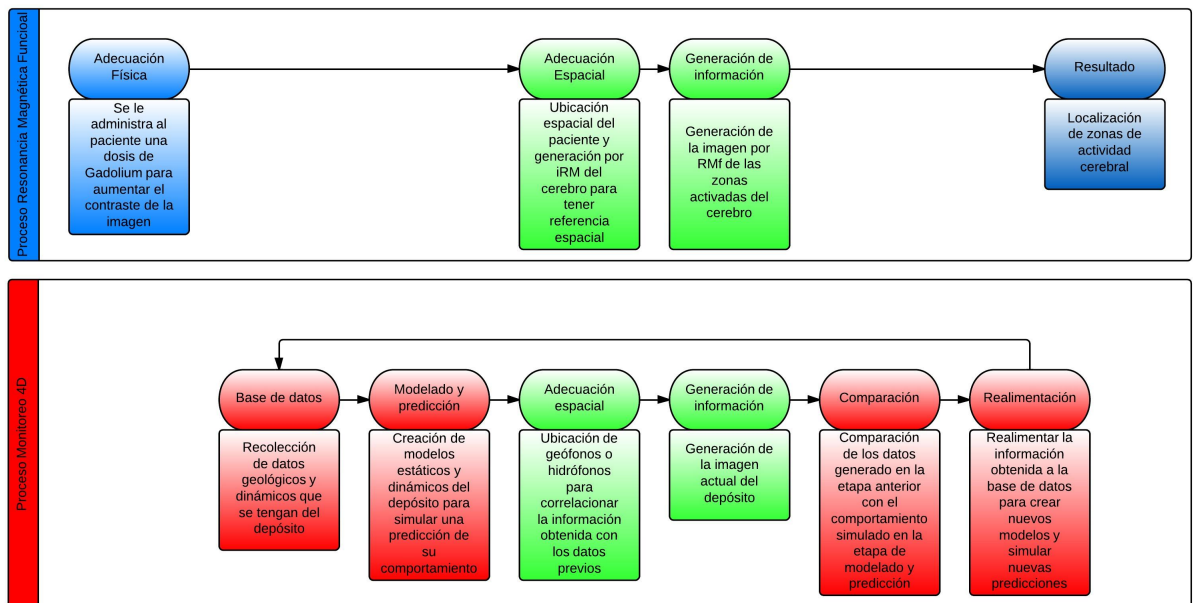 Proceso Resonancia Magnética Funcioal
Adecuación
Física
Se le
administra al
paciente una
dosis de
Gadolium para
aumentar el
contraste de la
imagen
Adecuación
Espacial
Ubicación
espacial del
paciente y
generación por
iRM del
cerebro para
tener
referencia
espacial
Generación de
información
Generación de
la imagen por
RMf de las
zonas
activadas del
cerebro
Resultado
Localización
de zonas de
actividad
cerebral
Proceso Monitoreo 4D
Base de datos
Recolección
de datos
geológicos y
dinámicos que
se tengan del
depósito
Modelado y
predicción
Creación de
modelos
estáticos y
dinámicos del
depósito para
simular una
predicción de
su
comportamiento
Adecuación
espacial
Ubicación de
geófonos o
hidrófonos
para
correlacionar
la información
obtenida con
los datos
previos
Generación de
información
Generación de
la imagen
actual del
depósito
Comparación
Comparación
de los datos
generado en la
etapa anterior
con el
comportamiento
simulado en la
etapa de
modelado y
predicción
Realimentación
Realimentar la
información
obtenida a la
base de datos
para crear
nuevos
modelos y
simular
nuevas
predicciones